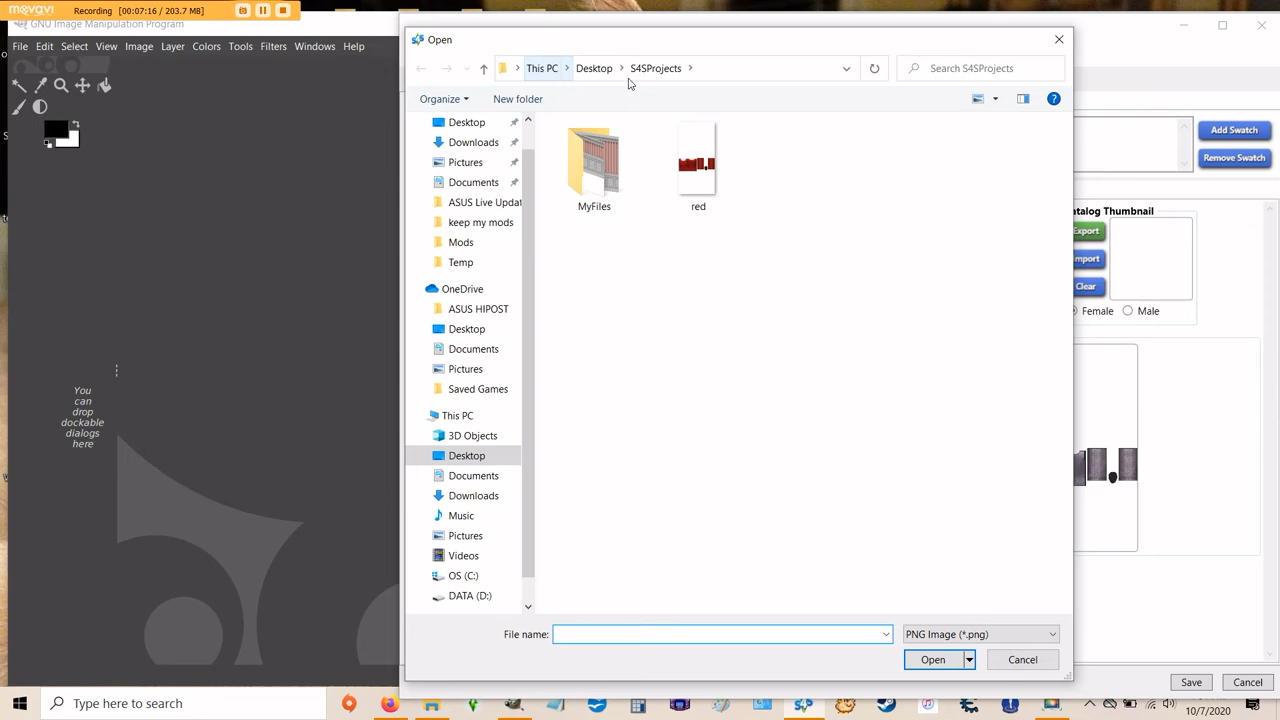 movavi
Recording [00:07:16 / 203.7 MB]
GNU Image Manipulation Program
File Edit Select View Image Layer Colors Tools Filters Windows Help
You
can
drop
dockable
dialogs
here
Open
This PC Desktop S4SProjects
Search S4SProjects
Organize New folder
Desktop
Downloads
Pictures
Documents
ASUS Live Updat
keep my mods
Mods
Temp
OneDrive
ASUS HIPOST
Desktop
Documents
Pictures
Saved Games
This PC
3D Objects
Desktop
Documents
Downloads
Music
Pictures
Videos
OS (C:)
DATA (D:)
MyFiles
red
File name:
PNG Image (*.png)
Open
Cancel
Add Swatch
Remove Swatch
atalog Thumbnail
Export
Import
Clear
Female Male
Save Cancel
Type here to search
10/7/2020